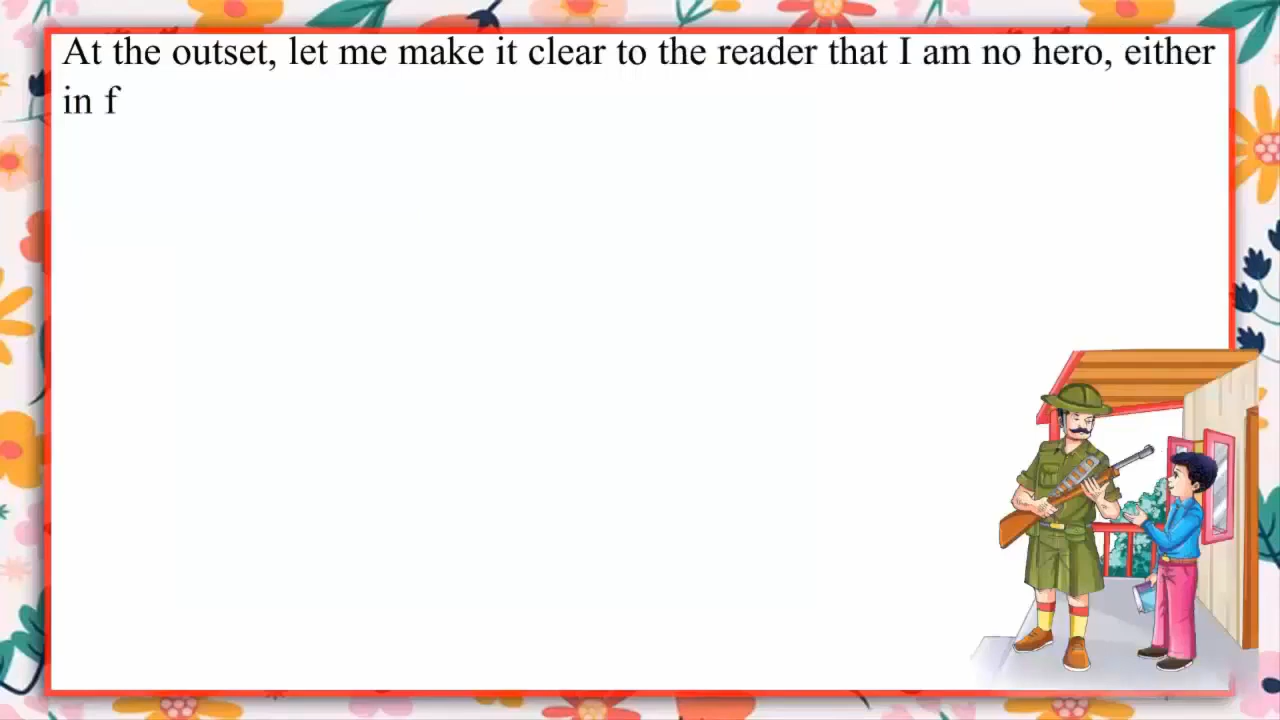 At the outset, let me make it clear to the reader that I am no hero, either
in f